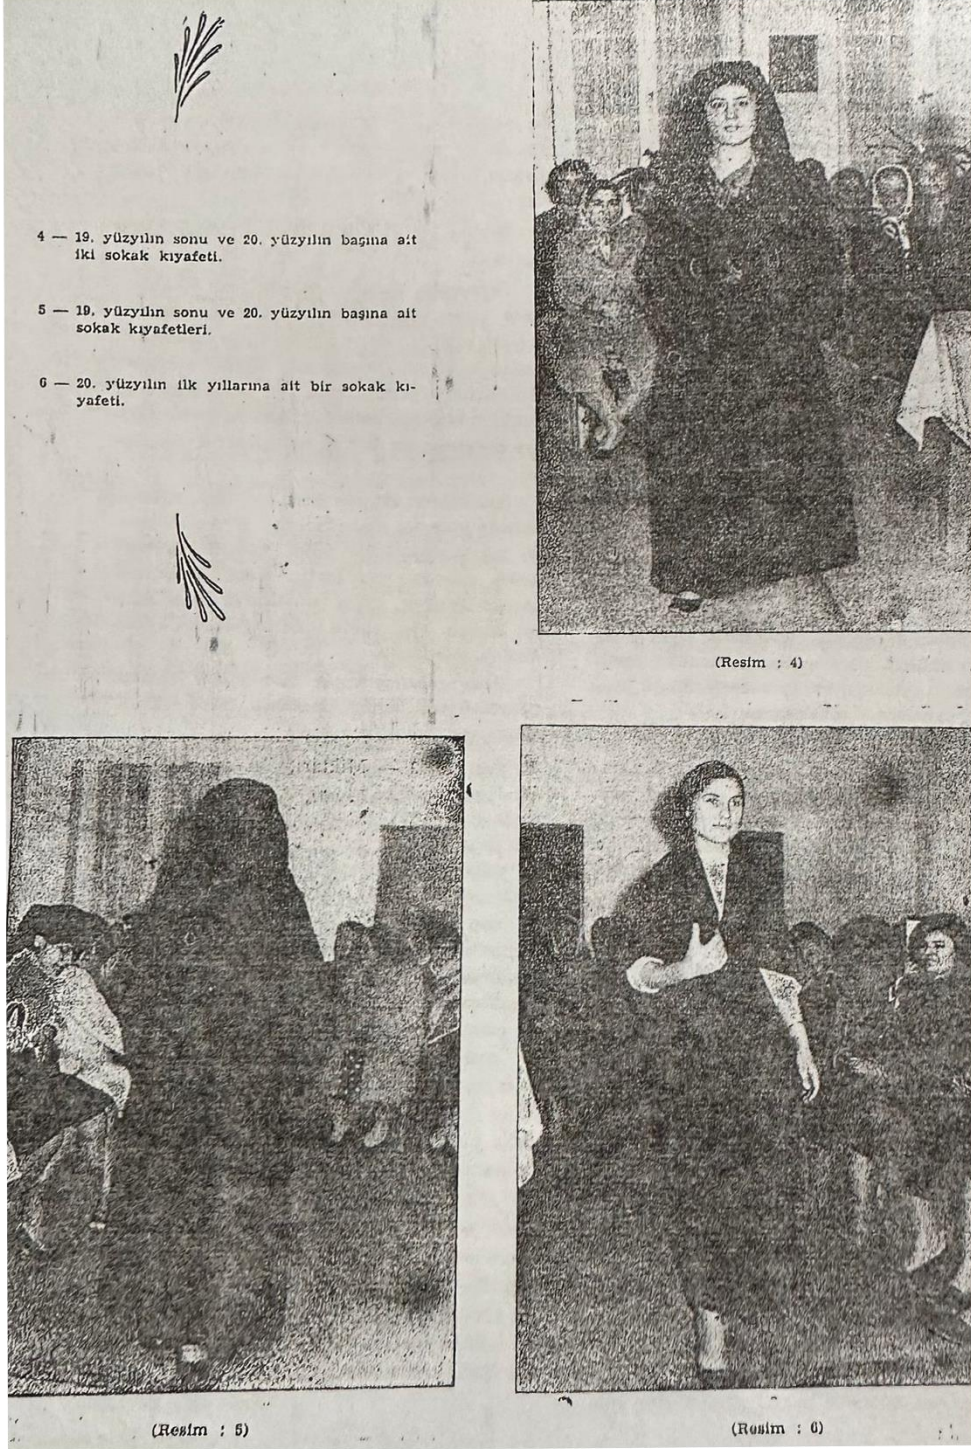 4 — 19. yüzyılın sonu ve 20. yüzyılın başına ait
iki sokak kıyafeti.
5 — 19. yüzyılın sonu ve 20. yüzyılın başına ait
sokak kıyafetleri.
6 — 20. yüzyılın ilk yıllarına ait bir sokak kı-
yafeti.
(Resim : 4)
(Resim : 5)
(Resim : 6)